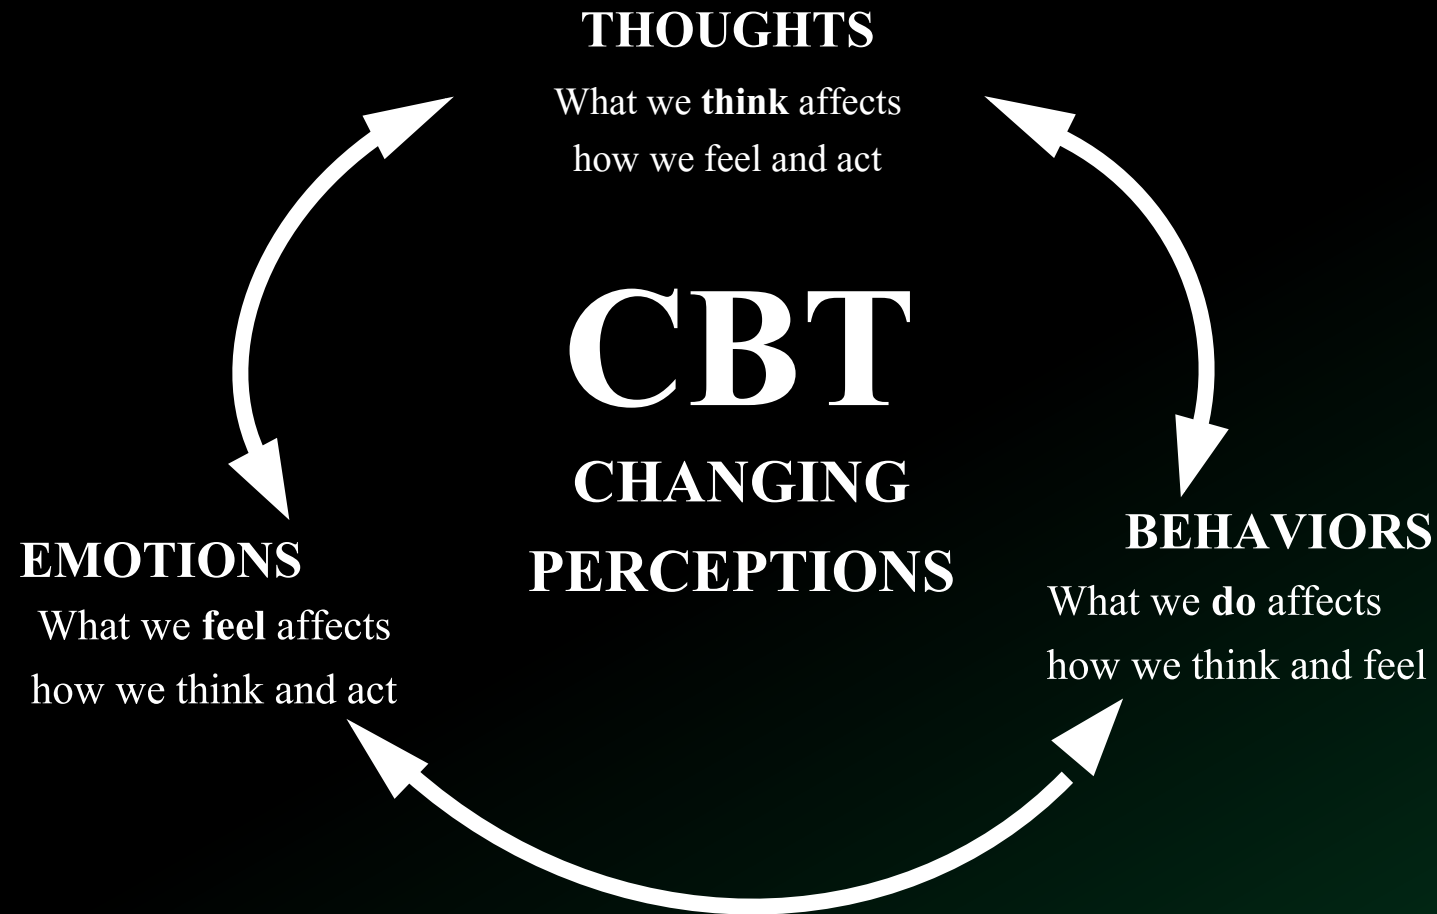 THOUGHTS
What we think affects
how we feel and act
CBT
CHANGING
PERCEPTIONS
EMOTIONS
What we feel affects
how we think and act
BEHAVIORS
What we do affects
how we think and feel